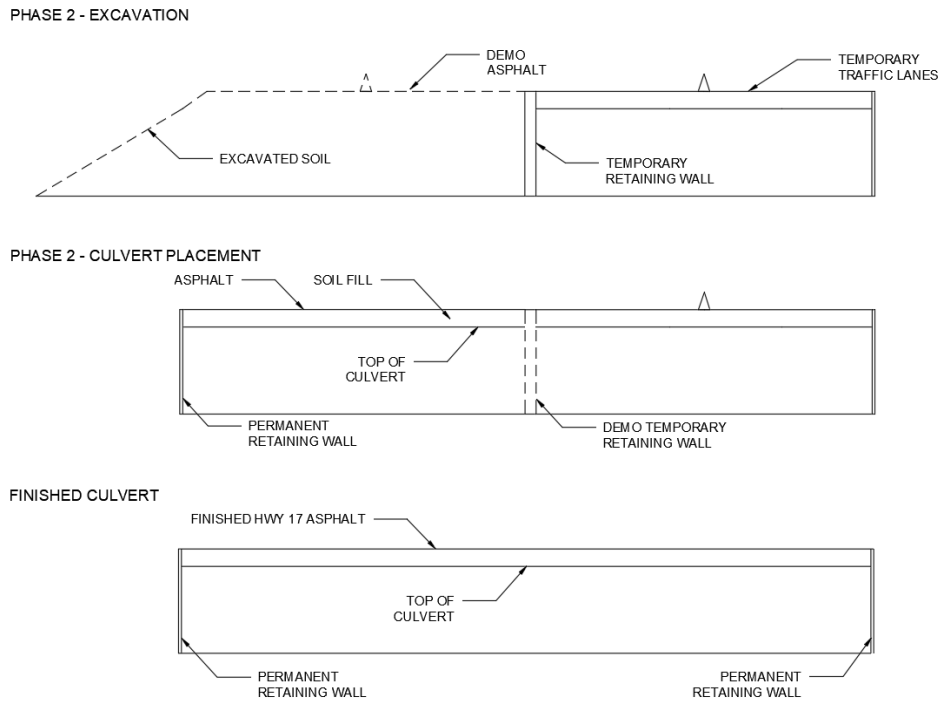 PHASE 2 - EXCAVATION
DEMO
ASPHALT
TEMPORARY
TRAFFIC LANES
EXCAVATED SOIL
TEMPORARY
RETAINING WALL
PHASE 2 - CULVERT PLACEMENT
ASPHALT
SOIL FILL
TOP OF
CULVERT
PERMANENT
RETAINING WALL
DEMO TEMPORARY
RETAINING WALL
FINISHED CULVERT
FINISHED HWY 17 ASPHALT
TOP OF
CULVERT
PERMANENT
RETAINING WALL
PERMANENT
RETAINING WALL